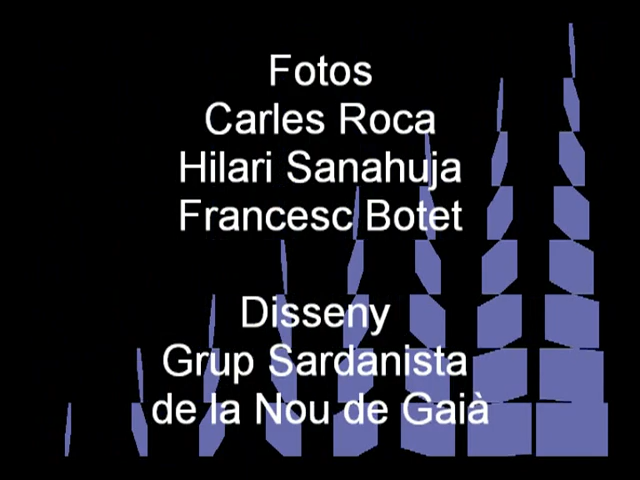 Fotos
Carles Roca
Hilari Sanahuja
Francesc Botet
Disseny
Grup Sardanista
de la Nou de Gaià